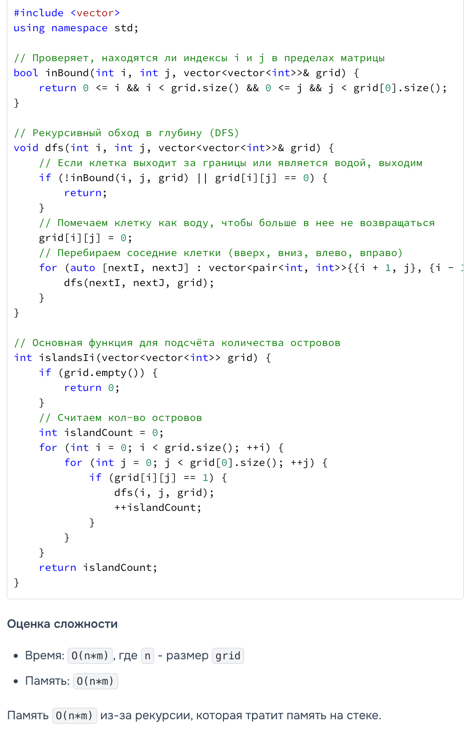 #include <vector>
using namespace std;

// Проверяет, находятся ли индексы i и j в пределах матрицы
bool inBound(int i, int j, vector<vector<int>>& grid) {
    return 0 <= i && i < grid.size() && 0 <= j && j < grid[0].size();
}

// Рекурсивный обход в глубину (DFS)
void dfs(int i, int j, vector<vector<int>>& grid) {
    // Если клетка выходит за границы или является водой, выходим
    if (!inBound(i, j, grid) || grid[i][j] == 0) {
        return;
    }
    // Помечаем клетку как воду, чтобы больше в нее не возвращаться
    grid[i][j] = 0;
    // Перебираем соседние клетки (вверх, вниз, влево, вправо)
    for (auto [nextI, nextJ] : vector<pair<int, int>>{{i + 1, j}, {i -
        dfs(nextI, nextJ, grid);
    }
}

// Основная функция для подсчёта количества островов
int islandsIi(vector<vector<int>> grid) {
    if (grid.empty()) {
        return 0;
    }
    // Считаем кол-во островов
    int islandCount = 0;
    for (int i = 0; i < grid.size(); ++i) {
        for (int j = 0; j < grid[0].size(); ++j) {
            if (grid[i][j] == 1) {
                dfs(i, j, grid);
                ++islandCount;
            }
        }
    }
    return islandCount;
}

Оценка сложности
• Время: O(n*m), где n - размер grid
• Память: O(n*m)
Память O(n*m) из-за рекурсии, которая тратит память на стеке.